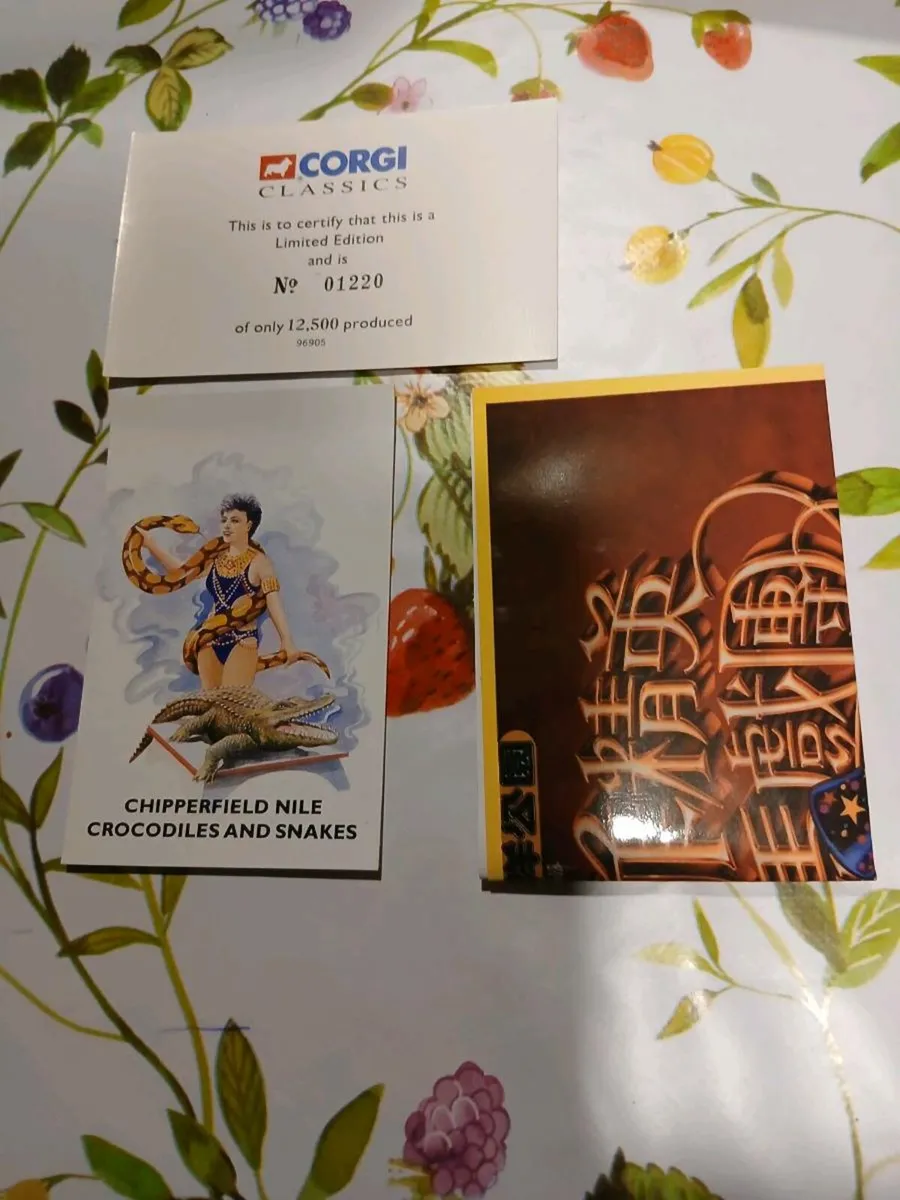 CORGI
CLASSICS
This is to certify that this is a
Limited Edition
and is
Nº 01220
of only 12,500 produced
96905
CHIPPERFIELD NILE
CROCODILES AND SNAKES